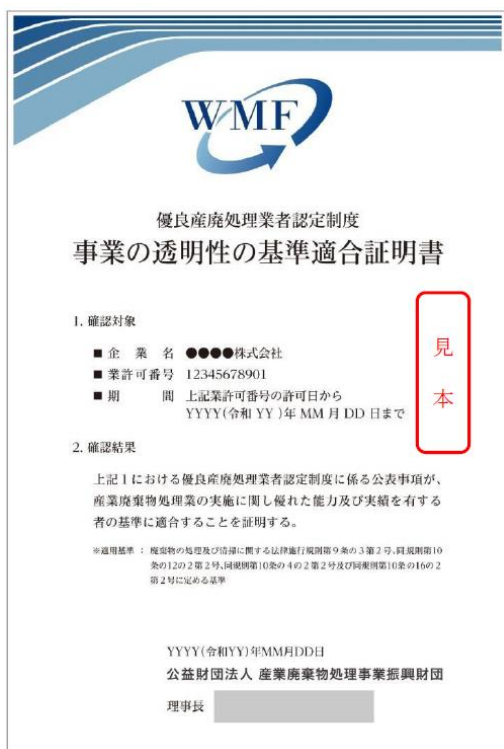 WMF
優良産廃処理業者認定制度
事業の透明性の基準適合証明書
1. 確認対象
■ 企 業 名 ●●●●株式会社
■ 業許可番号 12345678901
■ 期 間 上記業許可番号の許可日から
YYYY(令和 YY )年 MM 月 DD 日まで
見
本
2. 確認結果
上記1における優良産廃処理業者認定制度に係る公表事項が、
産業廃棄物処理業の実施に関し優れた能力及び実績を有する
者の基準に適合することを証明する。
※適用基準 : 廃棄物の処理及び清掃に関する法律施行規則第9条の3第2号、同規則第10
条の12の2第2号、同規則第10条の4の2第2号及び同規則第10条の16の2
第2号に定める基準
YYYY(令和YY)年MM月DD日
公益財団法人 産業廃棄物処理事業振興財団
理事長